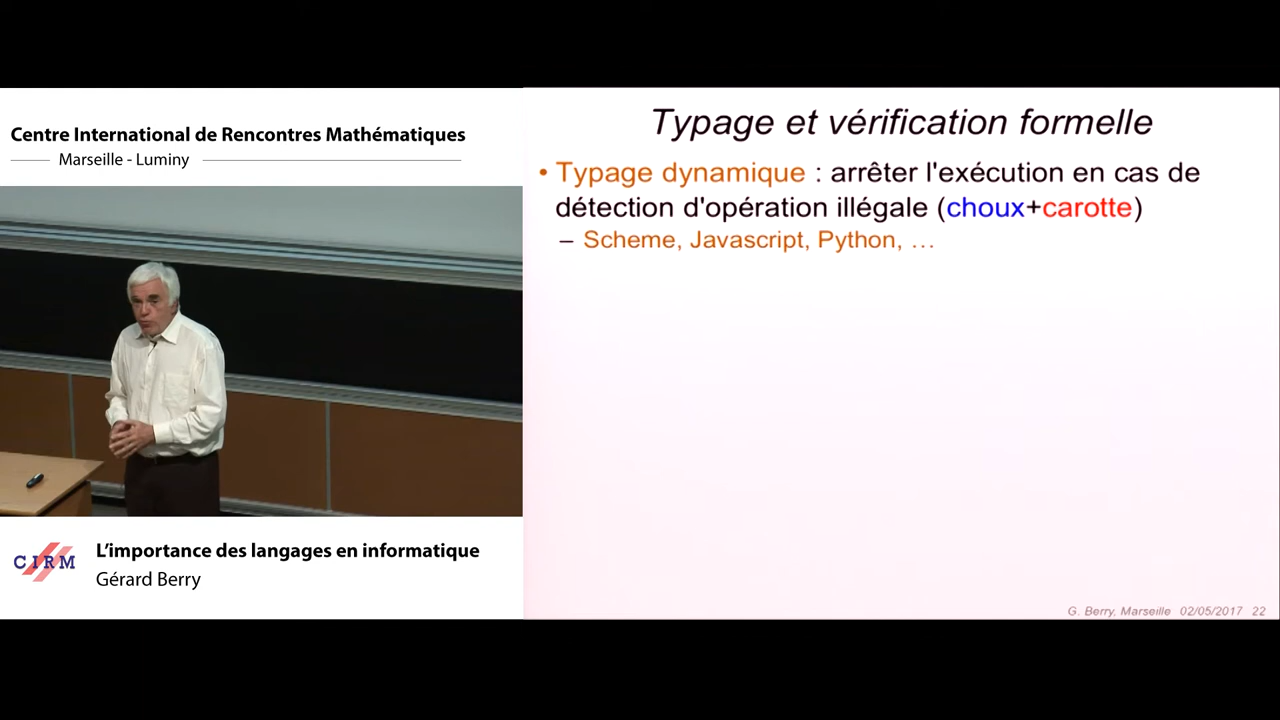 Centre International de Rencontres Mathématiques
Marseille - Luminy
CIRM
L'importance des langages en informatique
Gérard Berry
Typage et vérification formelle
• Typage dynamique : arrêter l'exécution en cas de
détection d'opération illégale (choux+carotte)
– Scheme, Javascript, Python, …
G. Berry, Marseille 02/05/2017 22